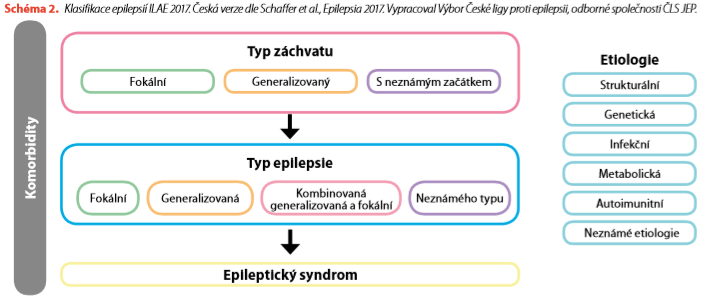 Schéma 2. Klasifikace epilepsií ILAE 2017. Česká verze dle Schaffer et al., Epilepsia 2017. Vypracoval Výbor České ligy proti epilepsii, odborné společnosti ČLS JEP.
Komorbidity
Typ záchvatu
Fokální
Generalizovaný
S neznámým začátkem
Typ epilepsie
Fokální
Generalizovaná
Kombinovaná
generalizovaná a fokální
Neznámého typu
Epileptický syndrom
Etiologie
Strukturální
Genetická
Infekční
Metabolická
Autoimunitní
Neznámé etiologie